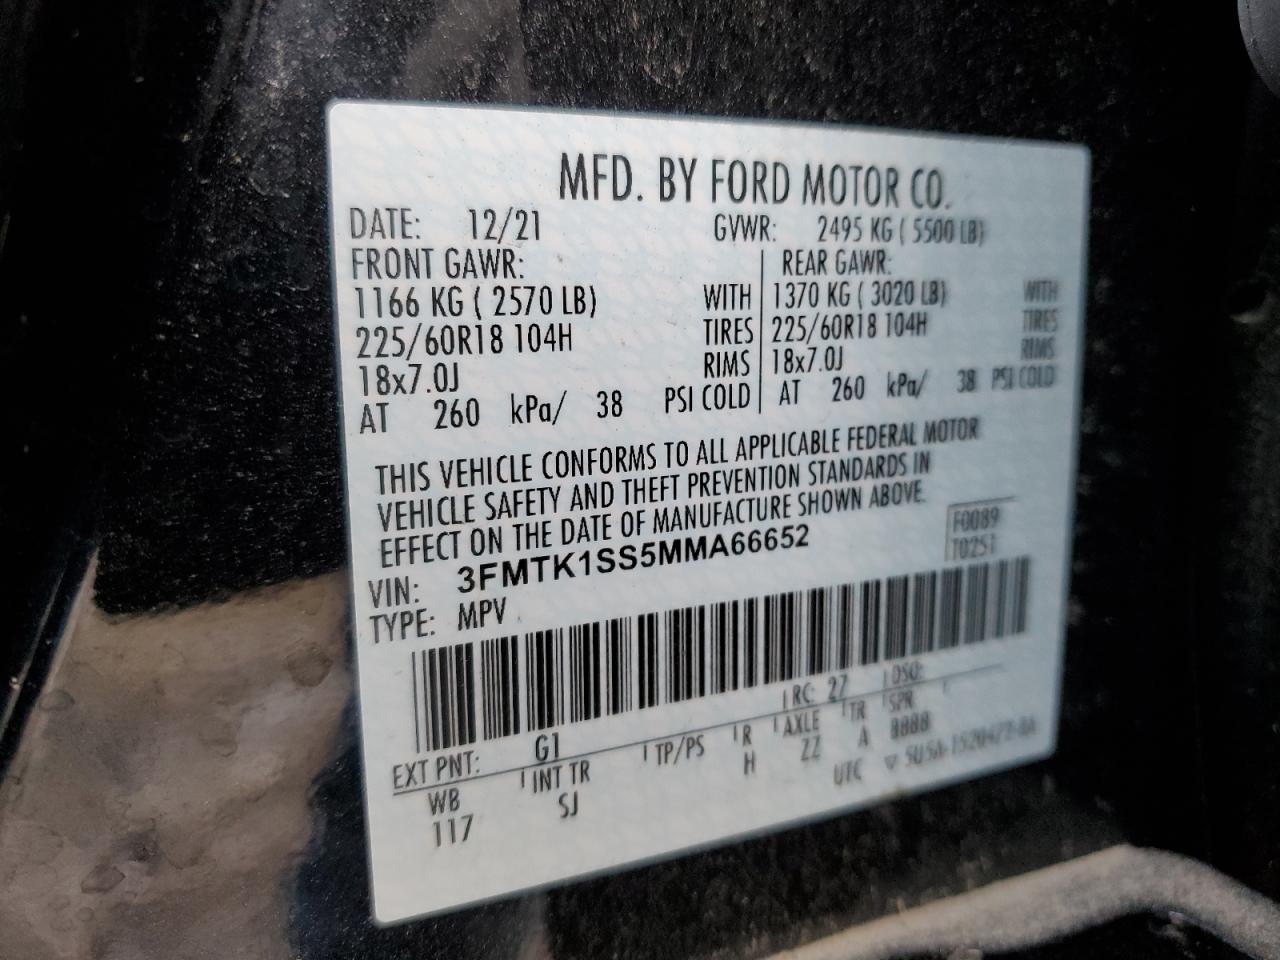 MFD. BY FORD MOTOR CO.
DATE: 12/21 GVWR: 2495 KG ( 5500 LB)
FRONT GAWR: REAR GAWR:
1166 KG ( 2570 LB) WITH 1370 KG ( 3020 LB) WITH
225/60R18 104H TIRES 225/60R18 104H TIRES
18x7.0J RIMS 18x7.0J RIMS
AT 260 kPa/ 38 PSI COLD AT 260 kPa/ 38 PSI COLD
THIS VEHICLE CONFORMS TO ALL APPLICABLE FEDERAL MOTOR
VEHICLE SAFETY AND THEFT PREVENTION STANDARDS IN
EFFECT ON THE DATE OF MANUFACTURE SHOWN ABOVE.
F0089
T0251
VIN: 3FMTK1SS5MMA66652
TYPE: MPV
EXT PNT: G1 RC: 27 DSO:
WB INT TR TP/PS R AXLE TR SPR
117 SJ H ZZ A 8888
UTC